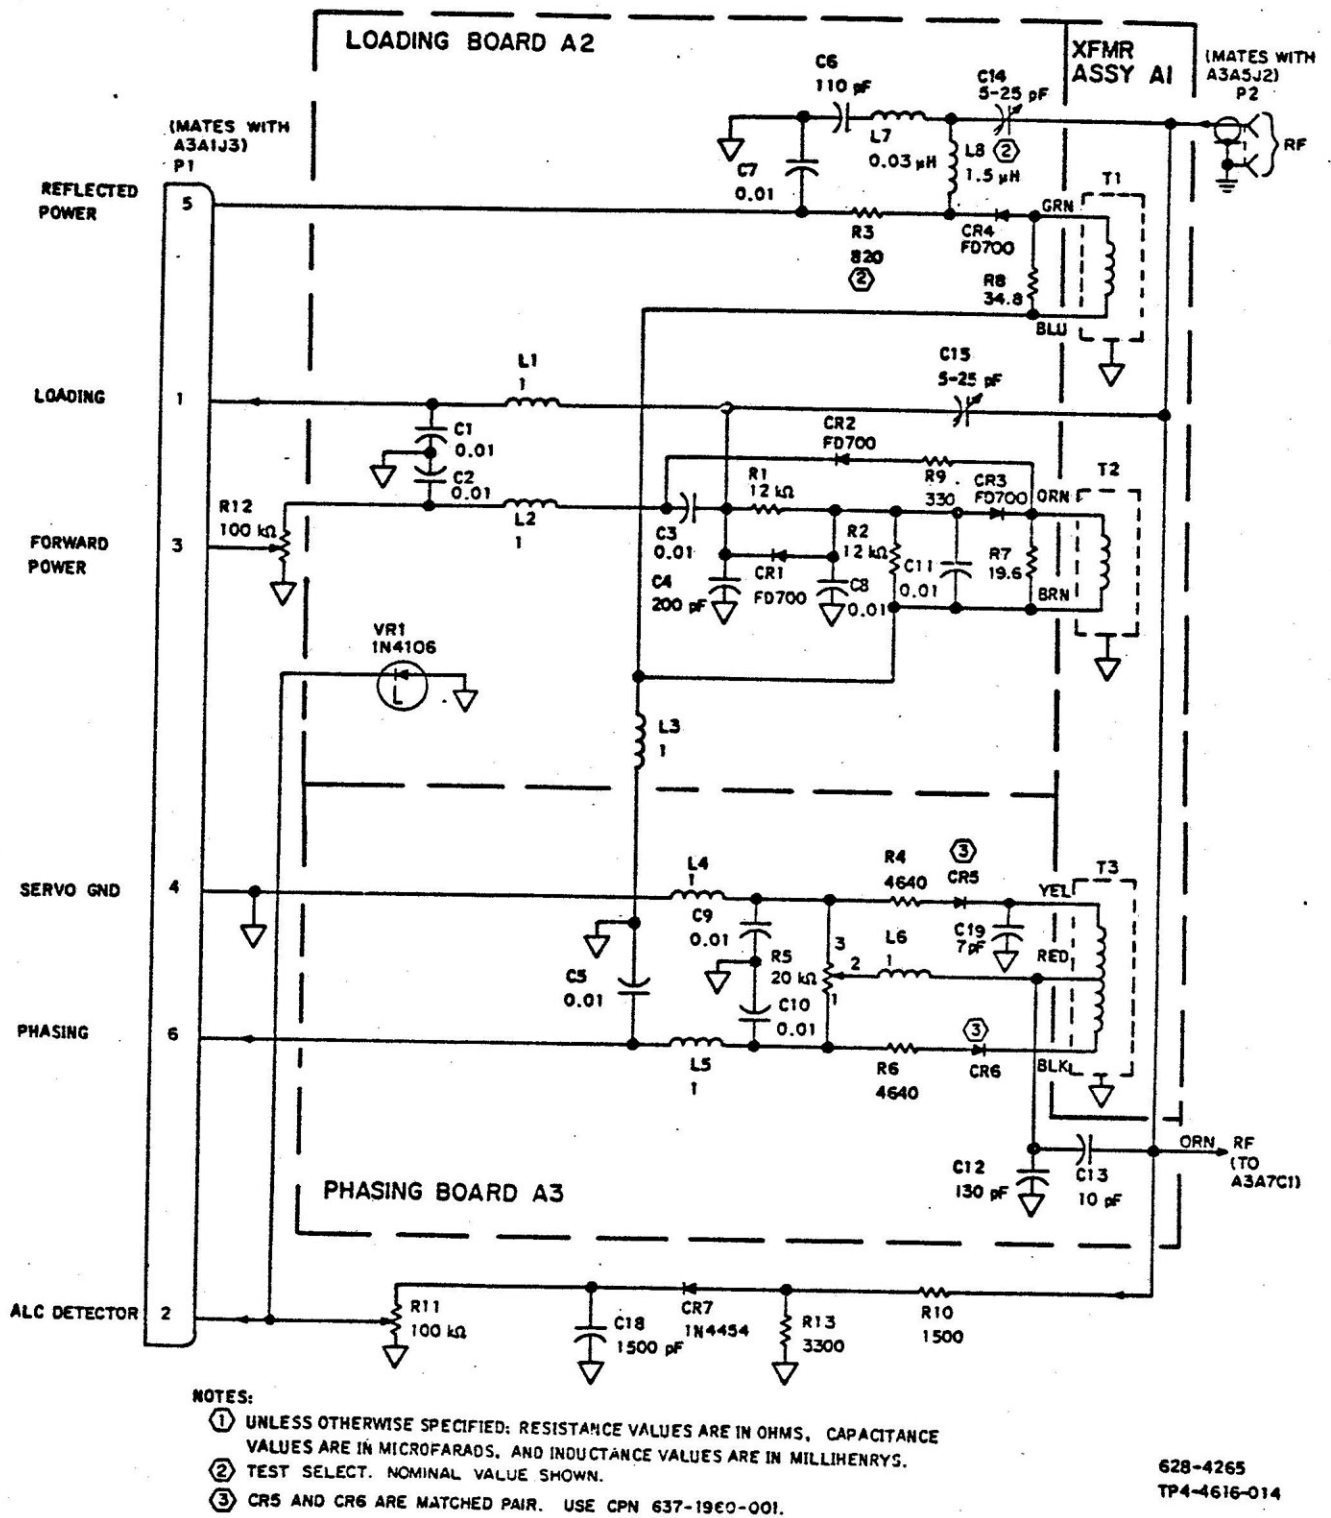 LOADING BOARD A2
XFMR
ASSY A1
(MATES WITH
A3A5J2)
P2
RF
C6
110 pF
C14
5-25 pF
2
L7
0.03 µH
L8
1.5 µH
C7
0.01
(MATES WITH
A3A1J3)
P1
REFLECTED
POWER
5
R3
820
2
CR4
FD700
GRN
T1
R8
34.8
BLU
LOADING
1
L1
1
C15
5-25 pF
C1
0.01
C2
0.01
CR2
FD700
R9
330
CR3
FD700
ORN
T2
R1
12 kΩ
R12
100 kΩ
L2
1
C3
0.01
R2
12 kΩ
C11
0.01
R7
19.6
BRN
FORWARD
POWER
3
C4
200 pF
CR1
FD700
C8
0.01
VR1
1N4106
L3
1
SERVO GND
4
L4
1
R4
4640
3
CR5
YEL
T3
C9
0.01
C19
7pF
RED
L6
1
R5
20 kΩ
3
2
1
C5
0.01
C10
0.01
PHASING
6
L5
1
R6
4640
3
CR6
BLK
ORN
RF
(TO
A3A7C1)
C12
130 pF
C13
10 pF
PHASING BOARD A3
ALC DETECTOR
2
R11
100 kΩ
C18
1500 pF
CR7
1N4454
R13
3300
R10
1500
NOTES:
1 UNLESS OTHERWISE SPECIFIED: RESISTANCE VALUES ARE IN OHMS, CAPACITANCE
VALUES ARE IN MICROFARADS, AND INDUCTANCE VALUES ARE IN MILLIHENRYS.
2 TEST SELECT. NOMINAL VALUE SHOWN.
3 CR5 AND CR6 ARE MATCHED PAIR. USE CPN 637-1960-001.
628-4265
TP4-4616-014